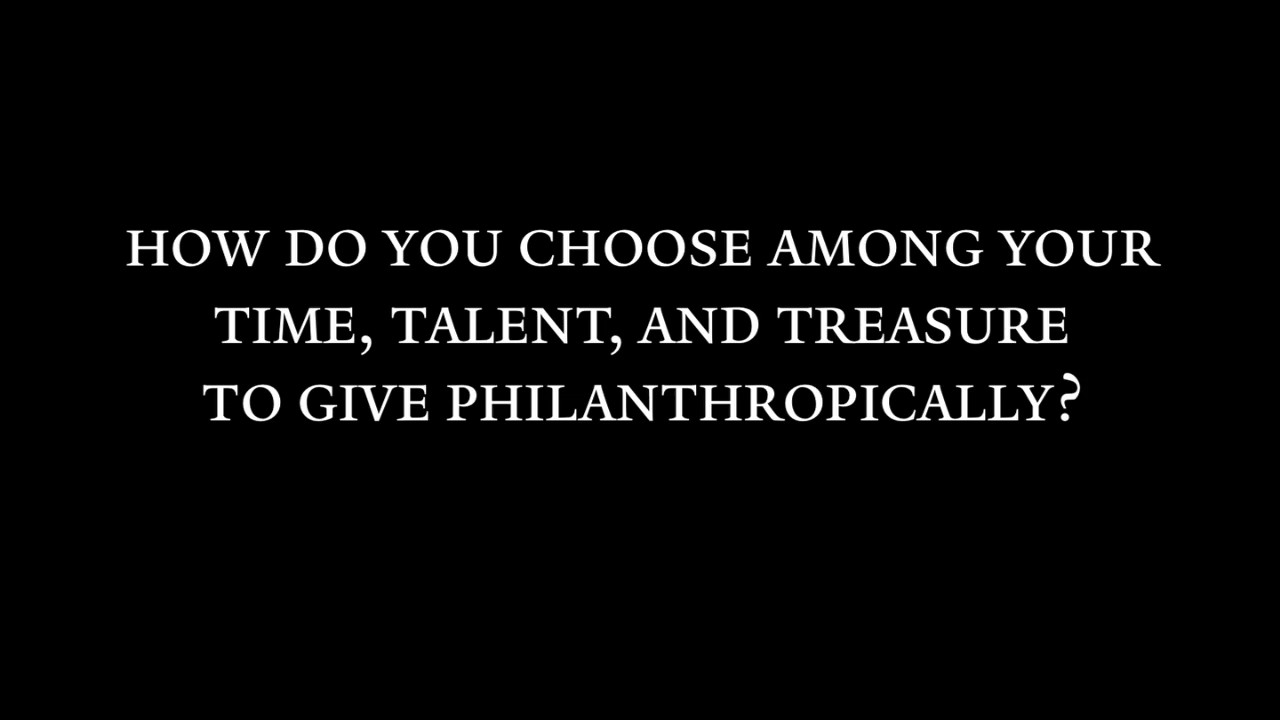 HOW DO YOU CHOOSE AMONG YOUR
TIME, TALENT, AND TREASURE
TO GIVE PHILANTHROPICALLY?